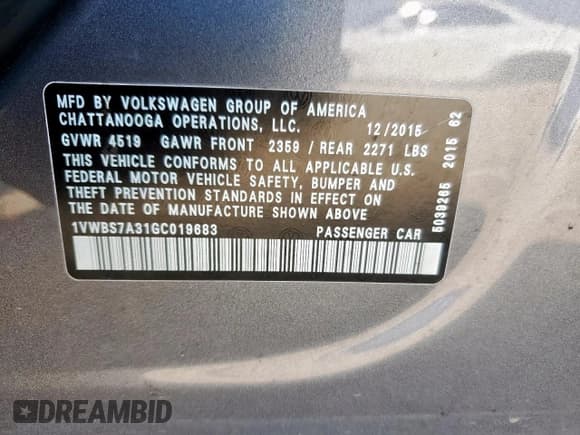 MFD BY VOLKSWAGEN GROUP OF AMERICA
CHATTANOOGA OPERATIONS, LLC. 12/2015
GVWR 4519 GAWR FRONT 2359 / REAR 2271 LBS
THIS VEHICLE CONFORMS TO ALL APPLICABLE U.S.
FEDERAL MOTOR VEHICLE SAFETY, BUMPER AND
THEFT PREVENTION STANDARDS IN EFFECT ON
THE DATE OF MANUFACTURE SHOWN ABOVE
1VWBS7A31GC019683 PASSENGER CAR
5039265 2015 62
DREAMBID